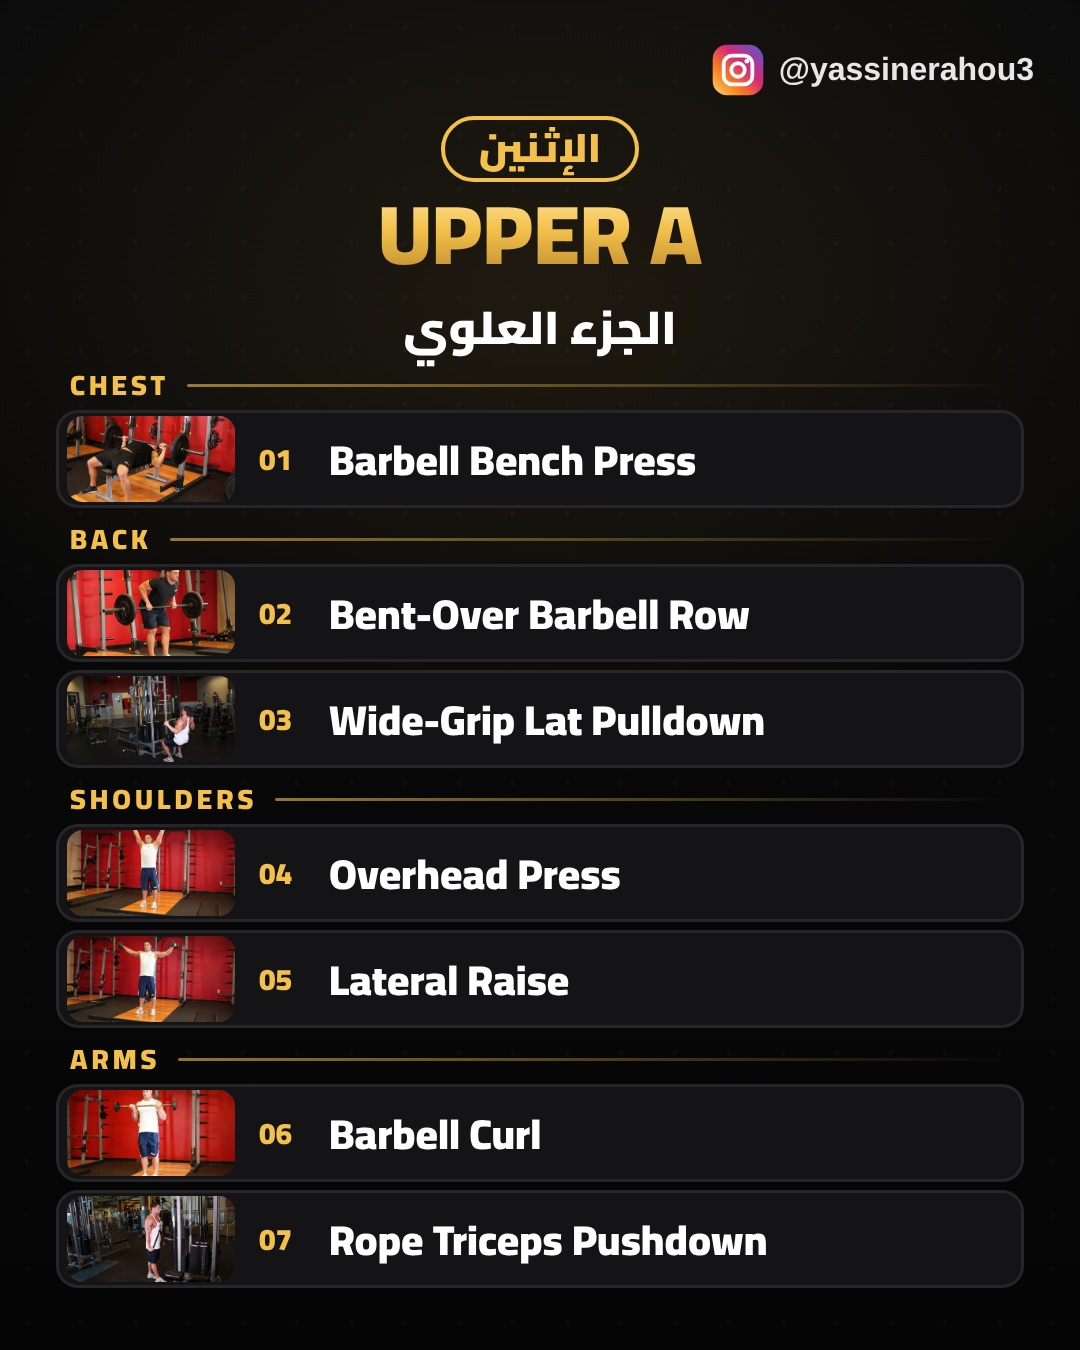 @yassinerahou3
الإثنين
UPPER A
الجزء العلوي
CHEST
01 Barbell Bench Press
BACK
02 Bent-Over Barbell Row
03 Wide-Grip Lat Pulldown
SHOULDERS
04 Overhead Press
05 Lateral Raise
ARMS
06 Barbell Curl
07 Rope Triceps Pushdown